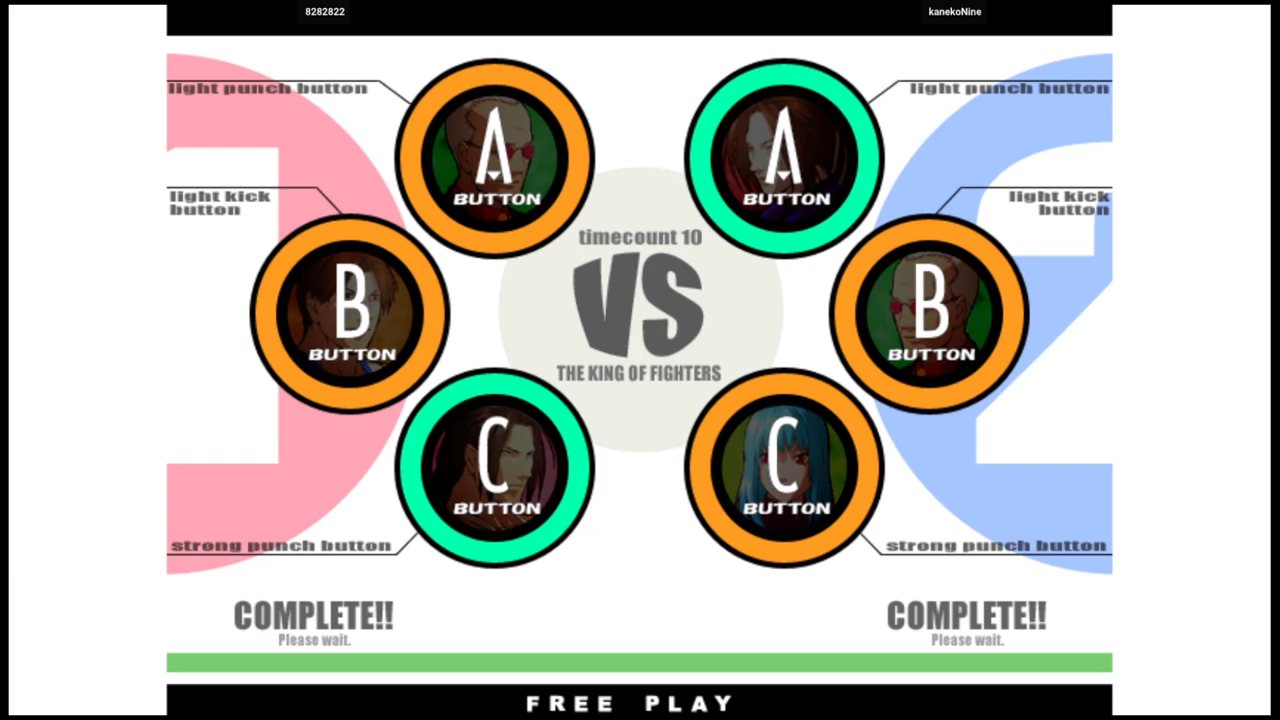 8282822
kanekoNine
light punch button
light punch button
A
BUTTON
A
BUTTON
light kick
button
light kick
button
timecount 10
VS
THE KING OF FIGHTERS
B
BUTTON
B
BUTTON
C
BUTTON
C
BUTTON
strong punch button
strong punch button
COMPLETE!!
Please wait.
COMPLETE!!
Please wait.
FREE PLAY